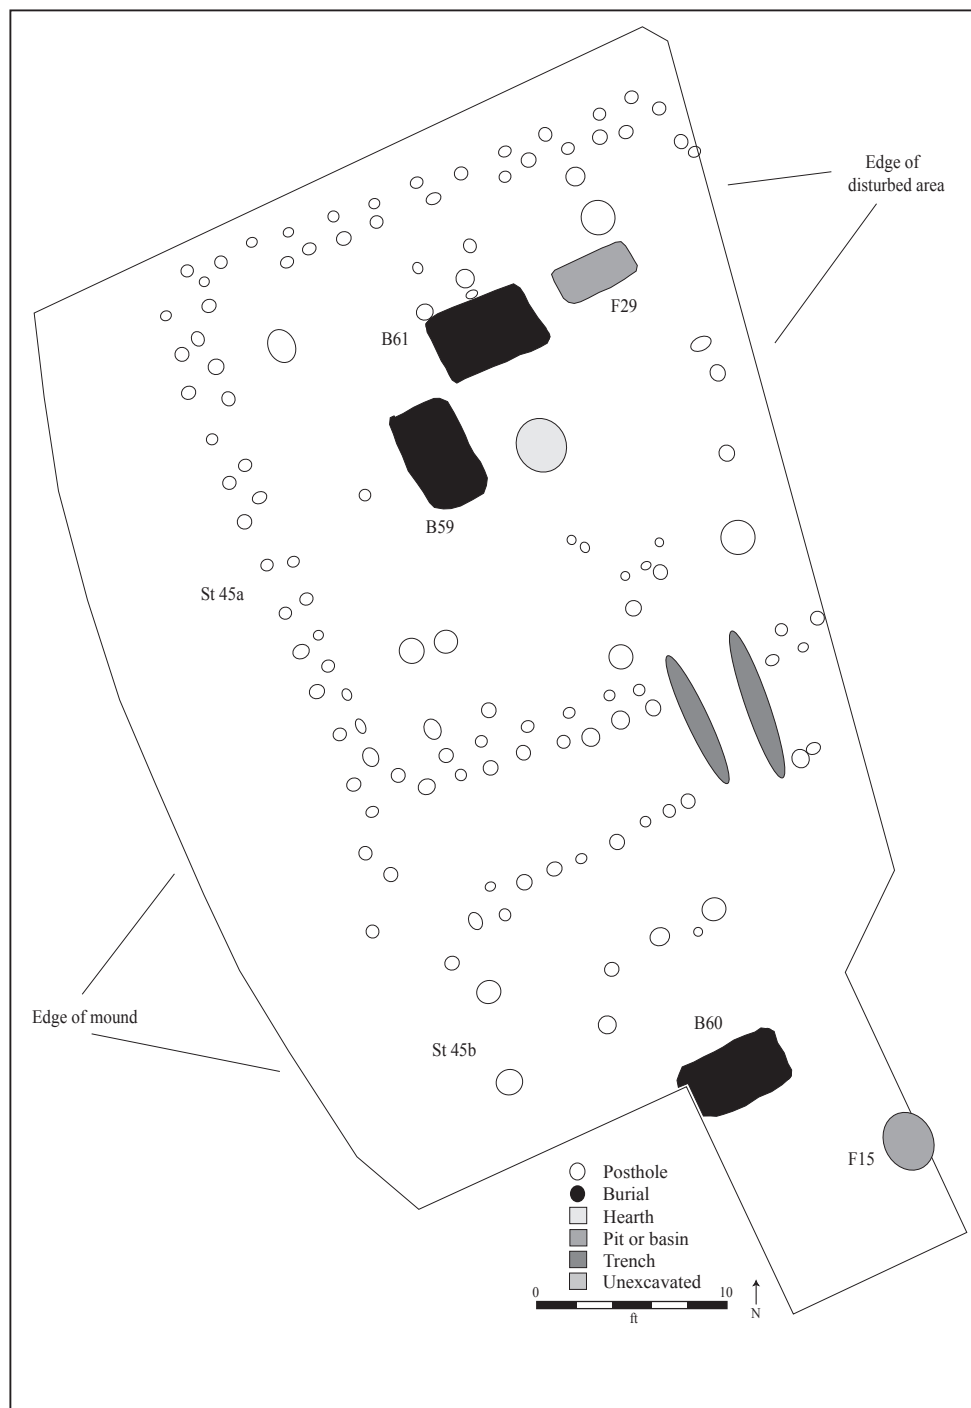 Edge of
disturbed area
F29
B61
B59
St 45a
Edge of mound
B60
St 45b
F15
Posthole
Burial
Hearth
Pit or basin
Trench
Unexcavated
0 10
ft
N